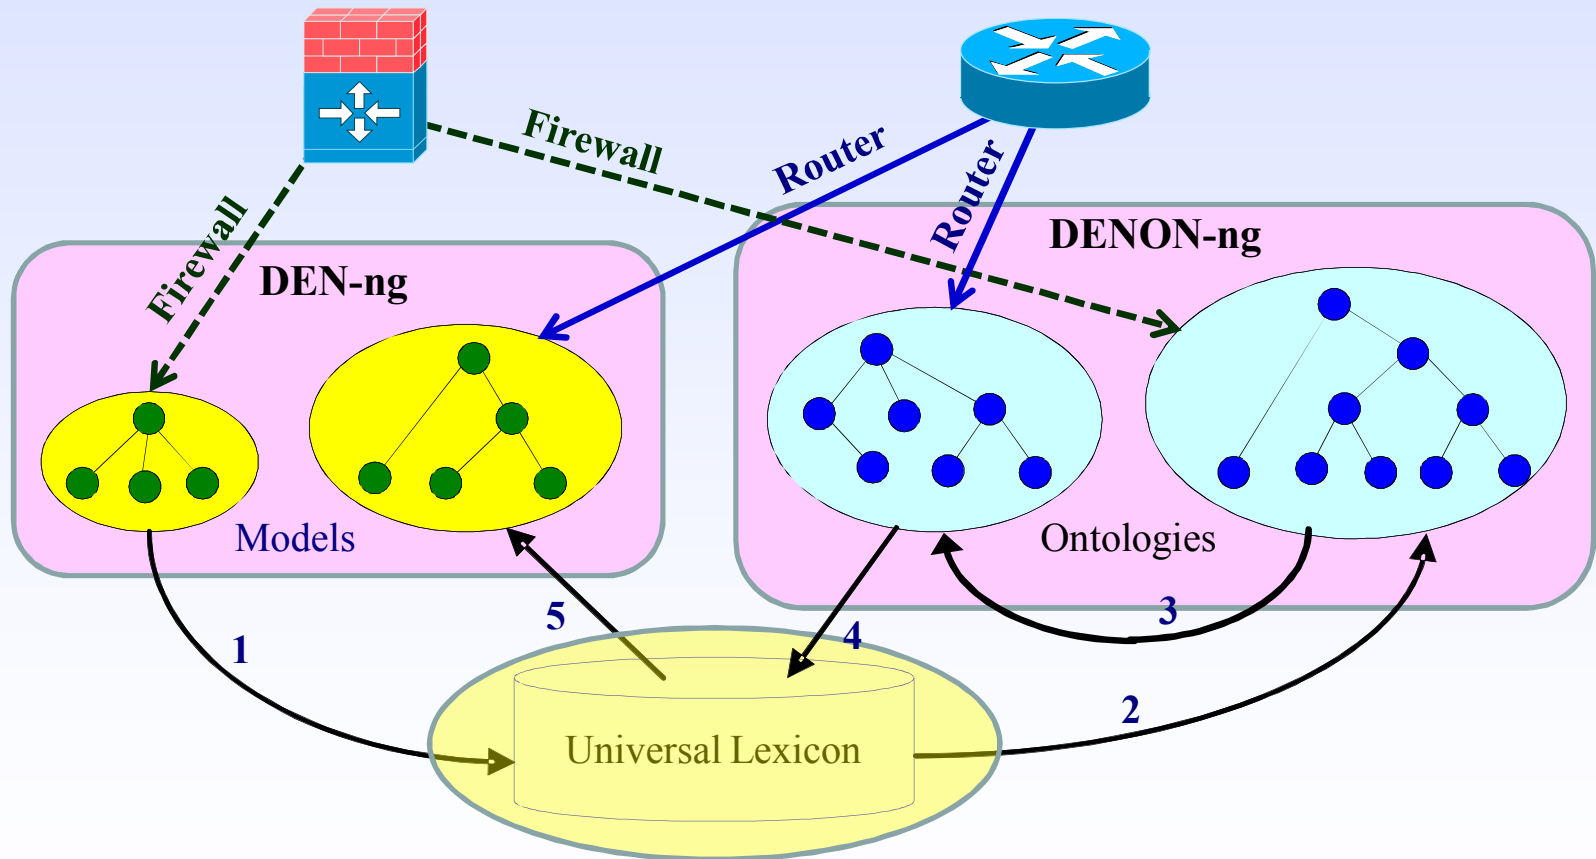 Firewall
Router
Router
Firewall
DENON-ng
DEN-ng
Models
Ontologies
5
3
1
4
2
Universal Lexicon